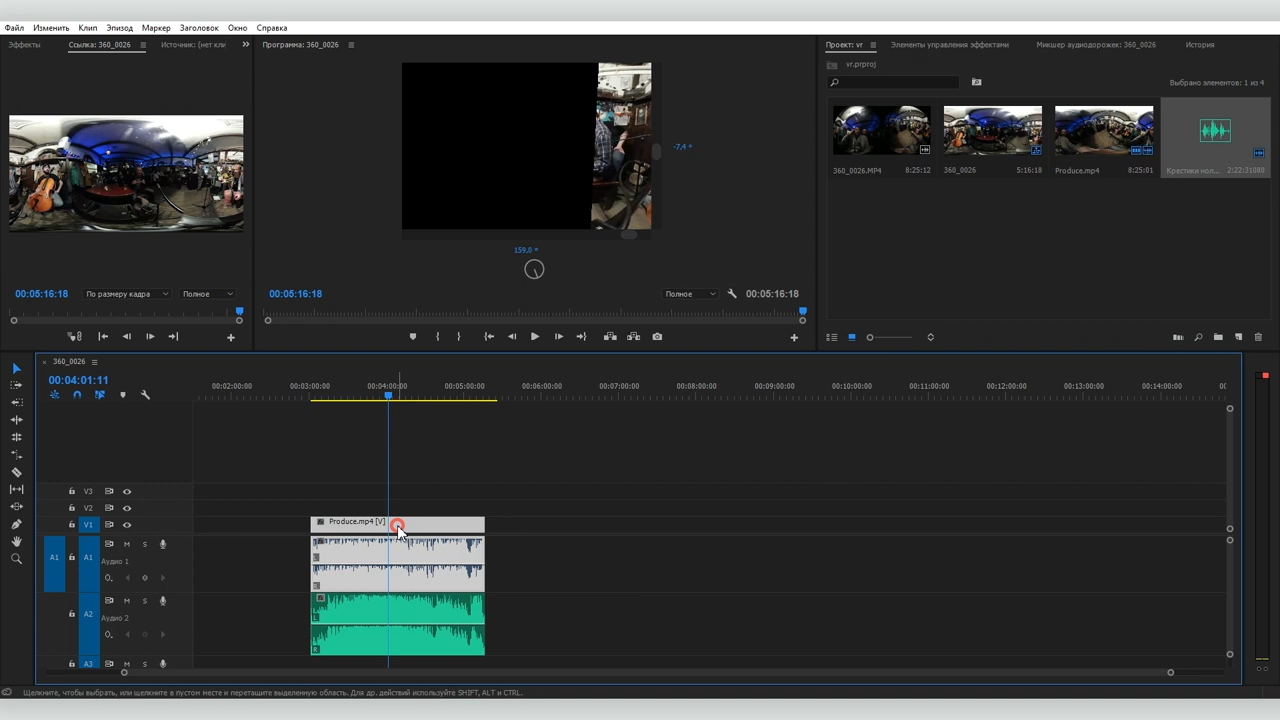 Файл Изменить Клип Эпизод Маркер Заголовок Окно Справка
Эффекты Ссылка: 360_0026 Источник: (нет кли
Программа: 360_0026
Проект: vr Элементы управления эффектами Микшер аудиодорожек: 360_0026 История
vr.prproj
Выбрано элементов: 1 из 4
-7,4 °
360_0026.MP4 8:25:12
360_0026 5:16:18
Produce.mp4 8:25:01
Крестики нол... 2:22:31080
159,0 °
00:05:16:18 По размеру кадра Полное
00:05:16:18 Полное 00:05:16:18
360_0026
00:04:01:11
00:02:00:00 00:03:00:00 00:04:00:00 00:05:00:00 00:06:00:00 00:07:00:00 00:08:00:00 00:09:00:00 00:10:00:00 00:11:00:00 00:12:00:00 00:13:00:00 00:14:00:00 00:
V3
V2
V1 Produce.mp4 [V]
A1 A1 M S
Аудио 1
L
R
A2 M S
Аудио 2
L
R
A3 M S
Щелкните, чтобы выбрать, или щелкните в пустом месте и перетащите выделенную область. Для др. действий используйте SHIFT, ALT и CTRL.